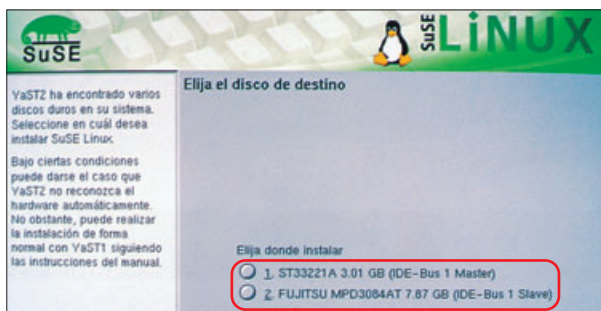 SuSE
SuSE LiNUX
YaST2 ha encontrado varios
discos duros en su sistema.
Seleccione en cuál desea
instalar SuSE Linux.
Bajo ciertas condiciones
puede darse el caso que
YaST2 no reconozca el
hardware automáticamente.
No obstante, puede realizar
la instalación de forma
normal con YaST1 siguiendo
las instrucciones del manual.
Elija el disco de destino
Elija donde instalar
1. ST33221A 3.01 GB (IDE-Bus 1 Master)
2. FUJITSU MPD3084AT 7.87 GB (IDE-Bus 1 Slave)